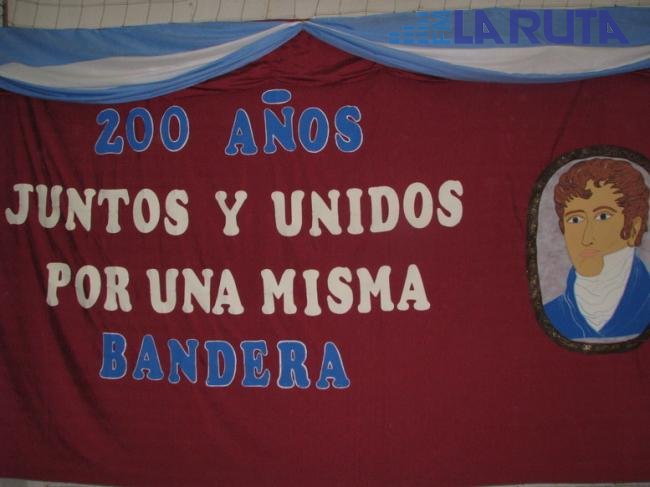 LA RUTA
200 AÑOS
JUNTOS Y UNIDOS
POR UNA MISMA
BANDERA